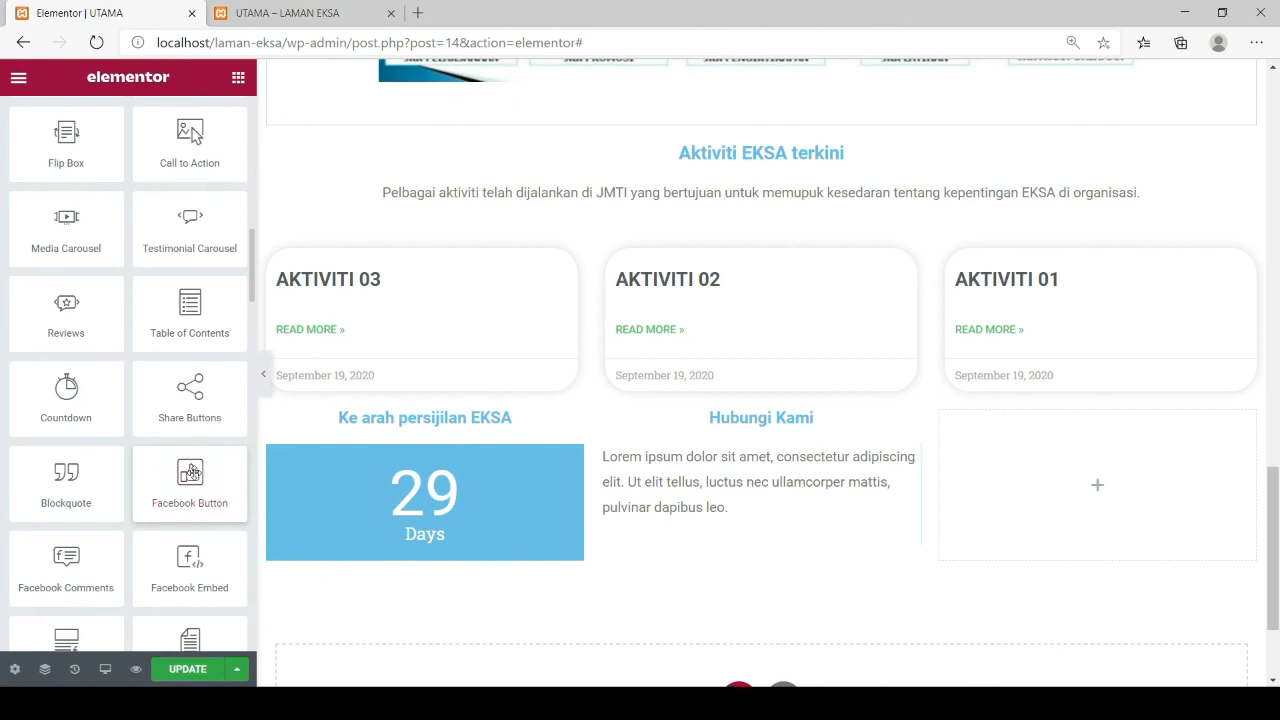 Elementor | UTAMA
UTAMA – LAMAN EKSA
localhost/laman-eksa/wp-admin/post.php?post=14&action=elementor#
elementor
Flip Box
Call to Action
Media Carousel
Testimonial Carousel
Reviews
Table of Contents
Countdown
Share Buttons
Blockquote
Facebook Button
Facebook Comments
Facebook Embed
UPDATE
Aktiviti EKSA terkini
Pelbagai aktiviti telah dijalankan di JMTI yang bertujuan untuk memupuk kesedaran tentang kepentingan EKSA di organisasi.
AKTIVITI 03
READ MORE »
September 19, 2020
AKTIVITI 02
READ MORE »
September 19, 2020
AKTIVITI 01
READ MORE »
September 19, 2020
Ke arah persijilan EKSA
29
Days
Hubungi Kami
Lorem ipsum dolor sit amet, consectetur adipiscing
elit. Ut elit tellus, luctus nec ullamcorper mattis,
pulvinar dapibus leo.